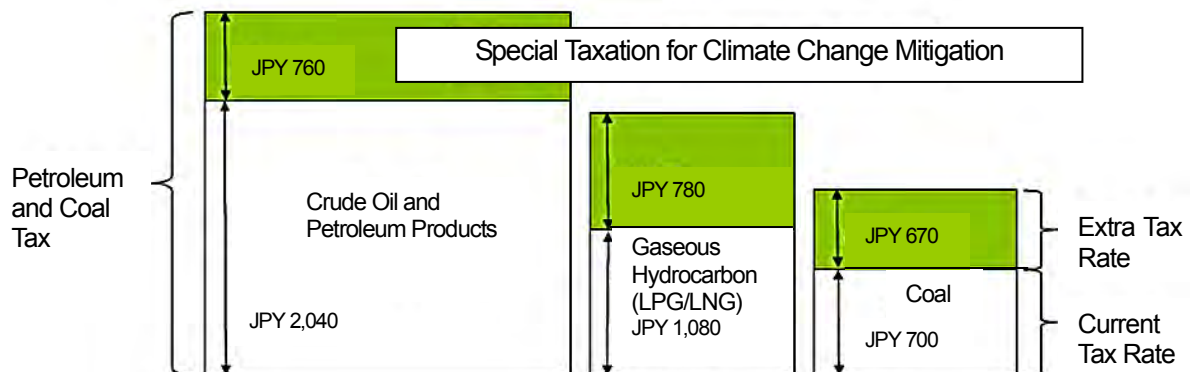 Special Taxation for Climate Change Mitigation
JPY 760
Petroleum
and Coal
Tax
Crude Oil and
Petroleum Products
JPY 2,040
JPY 780
Gaseous
Hydrocarbon
(LPG/LNG)
JPY 1,080
JPY 670
Coal
JPY 700
Extra Tax
Rate
Current
Tax Rate